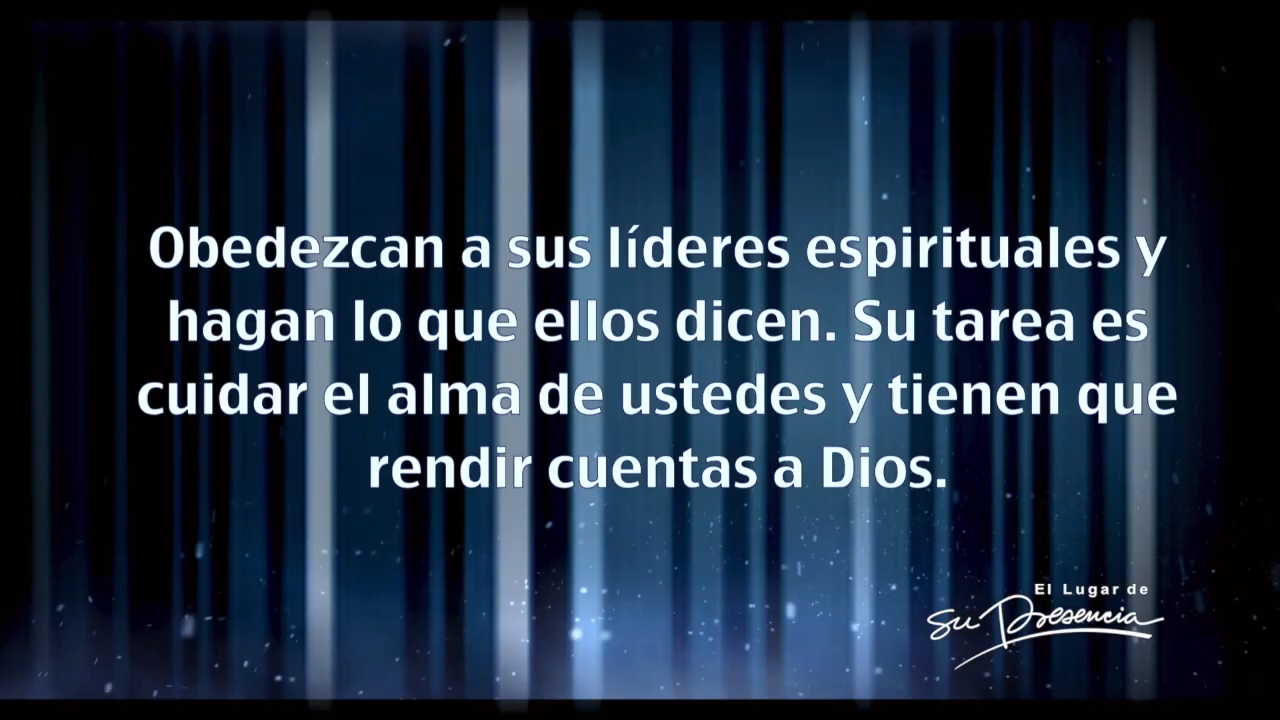 Obedezcan a sus líderes espirituales y
hagan lo que ellos dicen. Su tarea es
cuidar el alma de ustedes y tienen que
rendir cuentas a Dios.
El Lugar de
Su Presencia